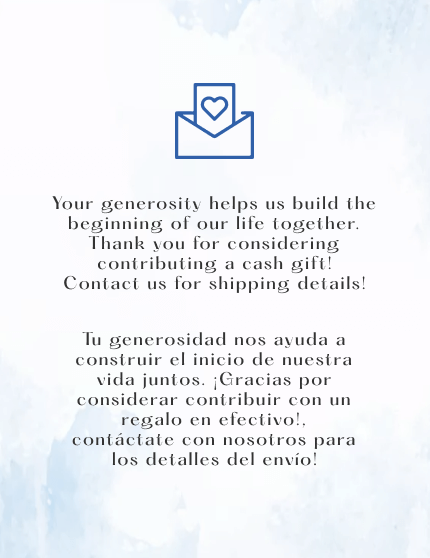 Your generosity helps us build the
beginning of our life together.
Thank you for considering
contributing a cash gift!
Contact us for shipping details!
Tu generosidad nos ayuda a
construir el inicio de nuestra
vida juntos. ¡Gracias por
considerar contribuir con un
regalo en efectivo!,
contáctate con nosotros para
los detalles del envío!